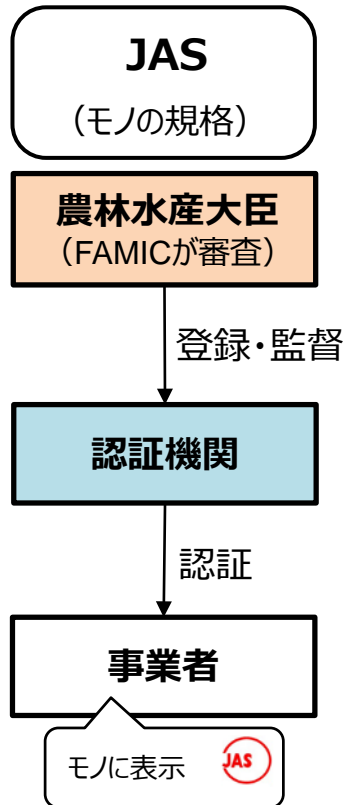 JAS
（モノの規格）
農林水産大臣
（FAMICが審査）
登録・監督
認証機関
認証
事業者
モノに表示 JAS